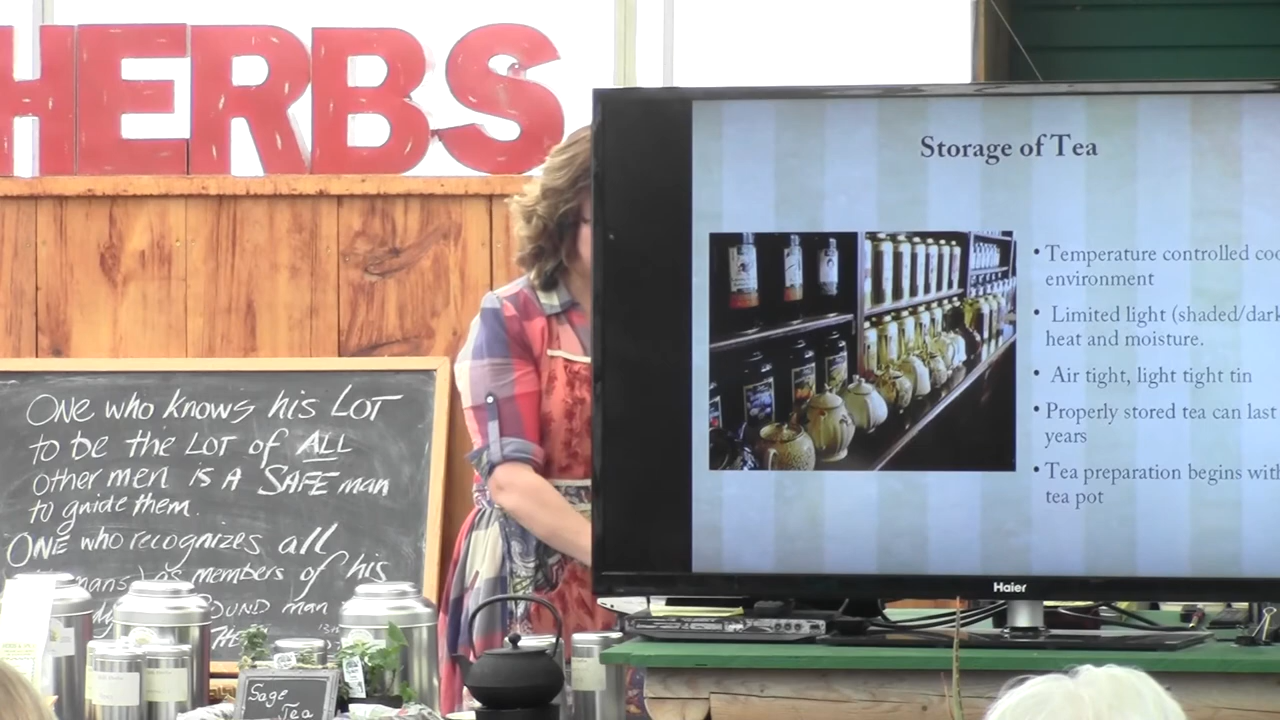 HERBS
Storage of Tea
• Temperature controlled
environment
• Limited light (shaded/dark
heat and moisture.
• Air tight, light tight tin
• Properly stored tea can last
years
• Tea preparation begins
tea pot
Haier
ONE who knows his LOT
to be the LOT of ALL
other men is A SAFE man
to guide them.
ONE who recognizes all
members of his
man
THE
Sage
Tea